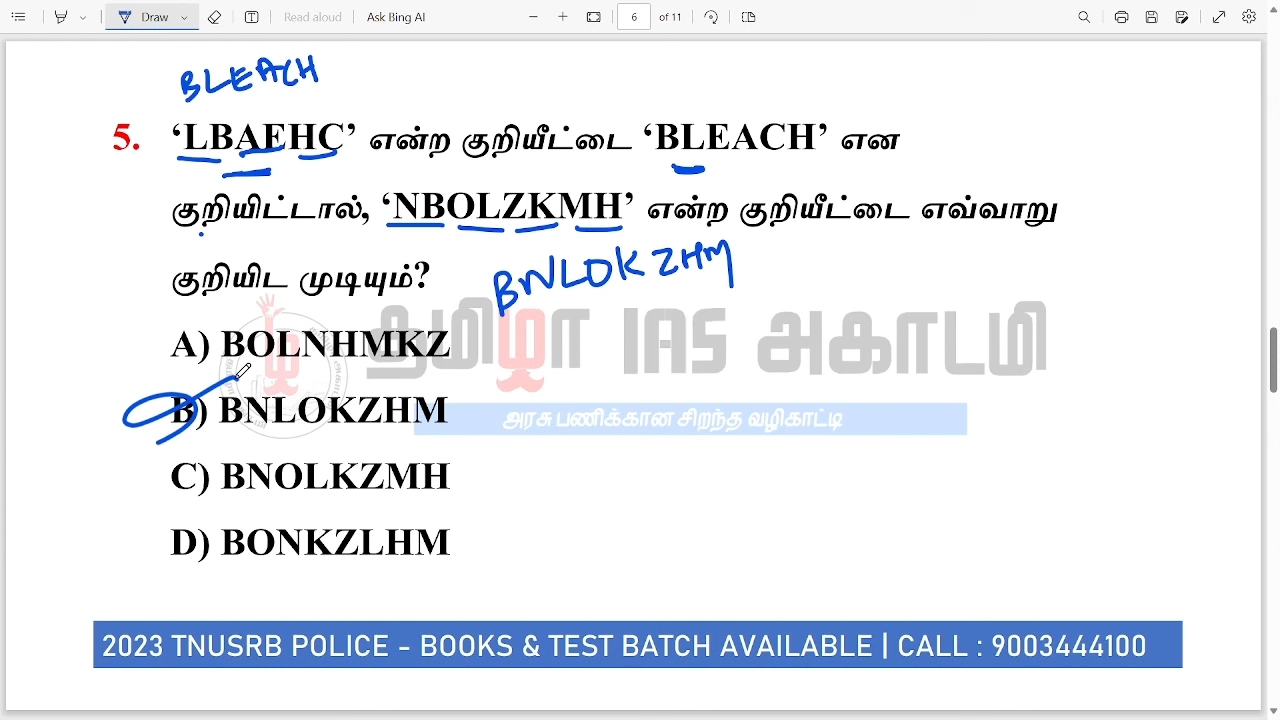 Draw
Read aloud
Ask Bing AI
6 of 11
BLEACH
5. ‘LBAEHC’ என்ற குறியீட்டை ‘BLEACH’ என
குறியிட்டால், ‘NBOLZKMH’ என்ற குறியீட்டை எவ்வாறு
குறியிட முடியும்?
BNLOKZHM
A) BOLNHMKZ
தமிழா IAS அகாடமி
B) BNLOKZHM
அரசு பணிக்கான சிறந்த வழிகாட்டி
C) BNOLKZMH
D) BONKZLHM
2023 TNUSRB POLICE - BOOKS & TEST BATCH AVAILABLE | CALL : 9003444100